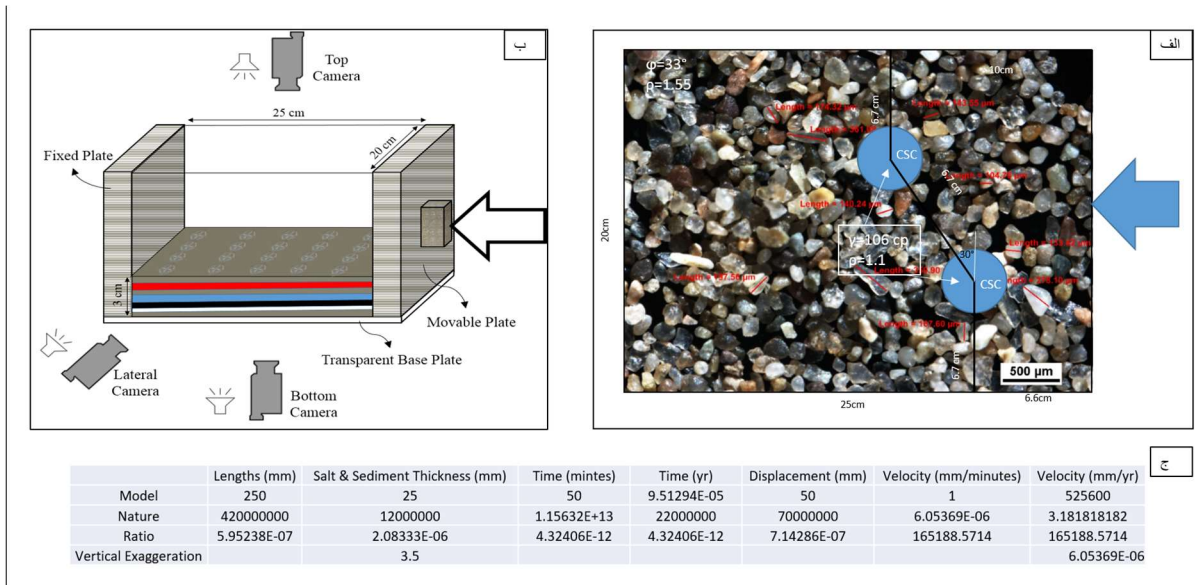 ب
Top
Camera
25 cm
20 cm
Fixed Plate
3 cm
Movable Plate
Transparent Base Plate
Lateral
Camera
Bottom
Camera
الف
φ=33°
ρ=1.55
10cm
6.7 cm
CSC
6.7 cm
γ=106 cp
ρ=1.1
30°
CSC
6.7 cm
20cm
500 µm
25cm
6.6cm
ج
Lengths (mm) Salt & Sediment Thickness (mm) Time (mintes) Time (yr) Displacement (mm) Velocity (mm/minutes) Velocity (mm/yr)
Model 250 25 50 9.51294E-05 50 1 525600
Nature 420000000 12000000 1.15632E+13 22000000 70000000 6.05369E-06 3.181818182
Ratio 5.95238E-07 2.08333E-06 4.32406E-12 4.32406E-12 7.14286E-07 165188.5714 165188.5714
Vertical Exaggeration 3.5 6.05369E-06